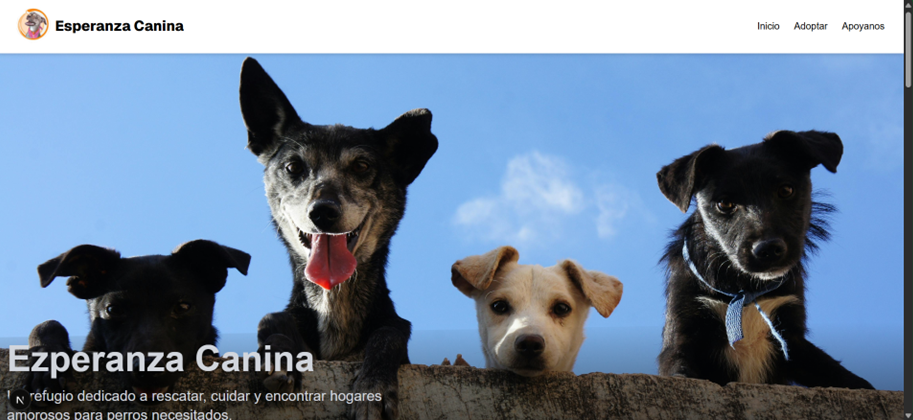 Esperanza Canina
Inicio Adoptar Apoyanos
Ezperanza Canina
refugio dedicado a rescatar, cuidar y encontrar hogares
amorosos para perros necesitados.
N